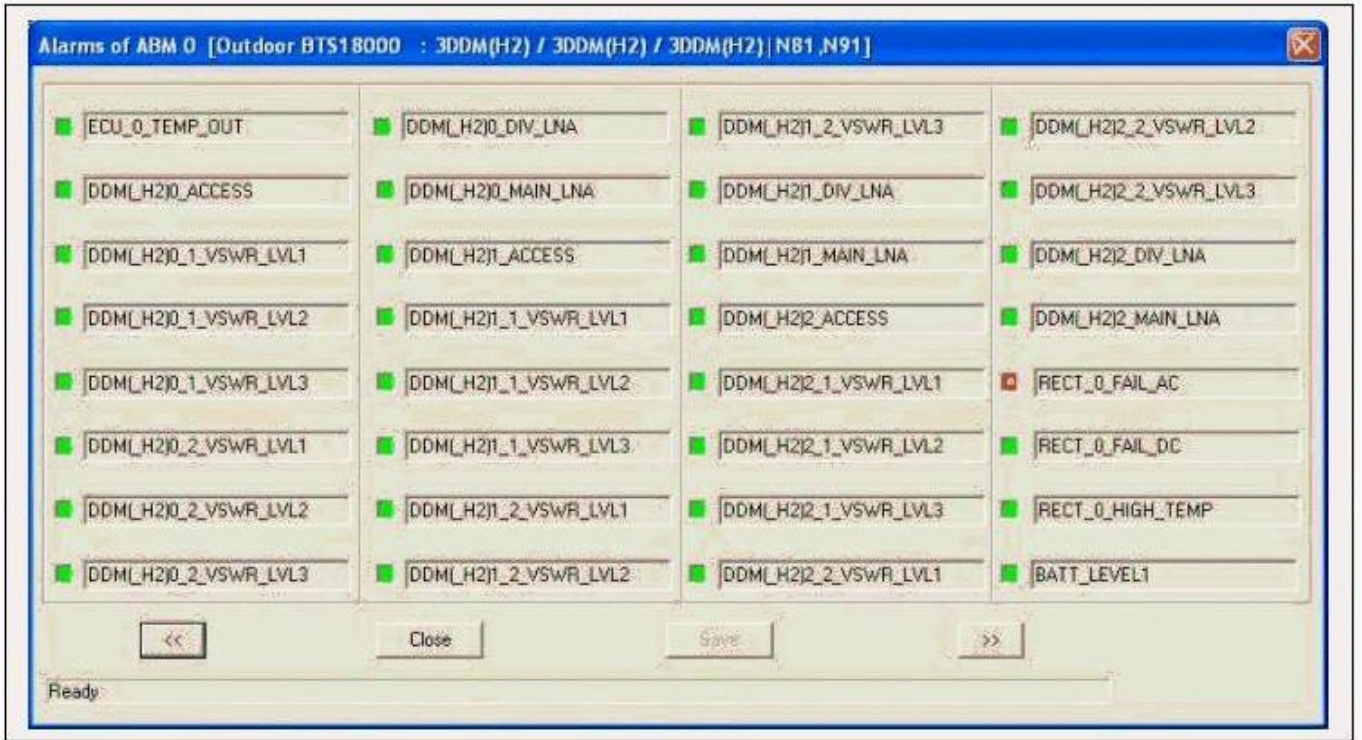 Alarms of ABM 0 [Outdoor BTS18000 : 3DDM(H2) / 3DDM(H2) / 3DDM(H2)|N81 ,N91]
ECU_0_TEMP_OUT
DDM(_H2)0_ACCESS
DDM(_H2)0_1_VSWR_LVL1
DDM(_H2)0_1_VSWR_LVL2
DDM(_H2)0_1_VSWR_LVL3
DDM(_H2)0_2_VSWR_LVL1
DDM(_H2)0_2_VSWR_LVL2
DDM(_H2)0_2_VSWR_LVL3
DDM(_H2)0_DIV_LNA
DDM(_H2)0_MAIN_LNA
DDM(_H2)1_ACCESS
DDM(_H2)1_1_VSWR_LVL1
DDM(_H2)1_1_VSWR_LVL2
DDM(_H2)1_1_VSWR_LVL3
DDM(_H2)1_2_VSWR_LVL1
DDM(_H2)1_2_VSWR_LVL2
DDM(_H2)1_2_VSWR_LVL3
DDM(_H2)1_DIV_LNA
DDM(_H2)1_MAIN_LNA
DDM(_H2)2_ACCESS
DDM(_H2)2_1_VSWR_LVL1
DDM(_H2)2_1_VSWR_LVL2
DDM(_H2)2_1_VSWR_LVL3
DDM(_H2)2_2_VSWR_LVL1
DDM(_H2)2_2_VSWR_LVL2
DDM(_H2)2_2_VSWR_LVL3
DDM(_H2)2_DIV_LNA
DDM(_H2)2_MAIN_LNA
RECT_0_FAIL_AC
RECT_0_FAIL_DC
RECT_0_HIGH_TEMP
BATT_LEVEL1
<< Close Save >>
Ready